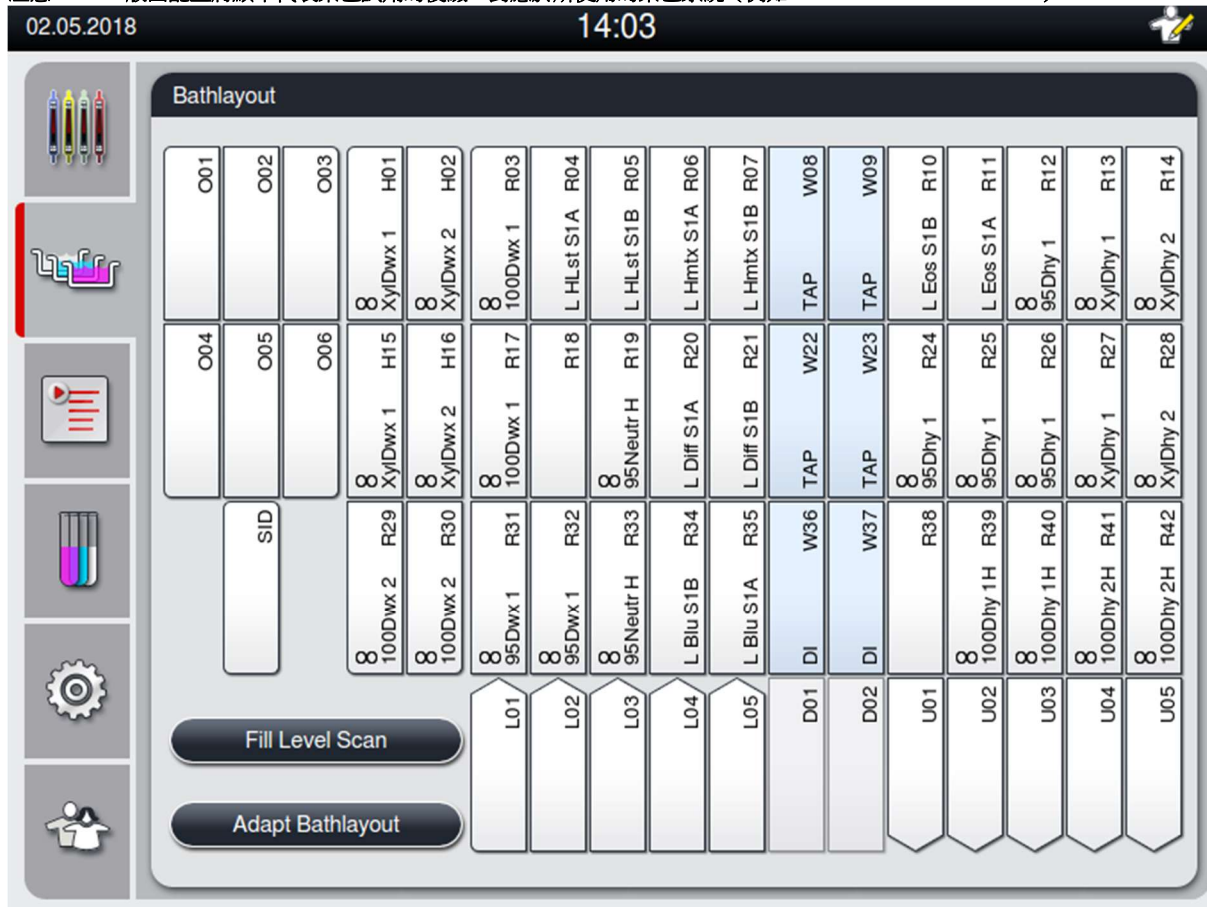 02.05.2018
14:03
Bathlayout
O01
O02
O03
XylDwx 1 H01
XylDwx 2 H02
100Dwx 1 R03
L HLst S1A R04
L HLst S1B R05
L Hmtx S1A R06
L Hmtx S1B R07
TAP W08
TAP W09
L Eos S1B R10
L Eos S1A R11
95Dhy 1 R12
XylDhy 1 R13
XylDhy 2 R14
O04
O05
O06
XylDwx 1 H15
XylDwx 2 H16
100Dwx 1 R17
R18
95Neutr H R19
L Diff S1A R20
L Diff S1B R21
TAP W22
TAP W23
95Dhy 1 R24
95Dhy 1 R25
95Dhy 1 R26
XylDhy 1 R27
XylDhy 2 R28
SID
100Dwx 2 R29
100Dwx 2 R30
95Dwx 1 R31
95Dwx 1 R32
95Neutr H R33
L Blu S1B R34
L Blu S1A R35
DI W36
DI W37
R38
100Dhy 1H R39
100Dhy 1H R40
100Dhy 2H R41
100Dhy 2H R42
L01
L02
L03
L04
L05
D01
D02
U01
U02
U03
U04
U05
Fill Level Scan
Adapt Bathlayout